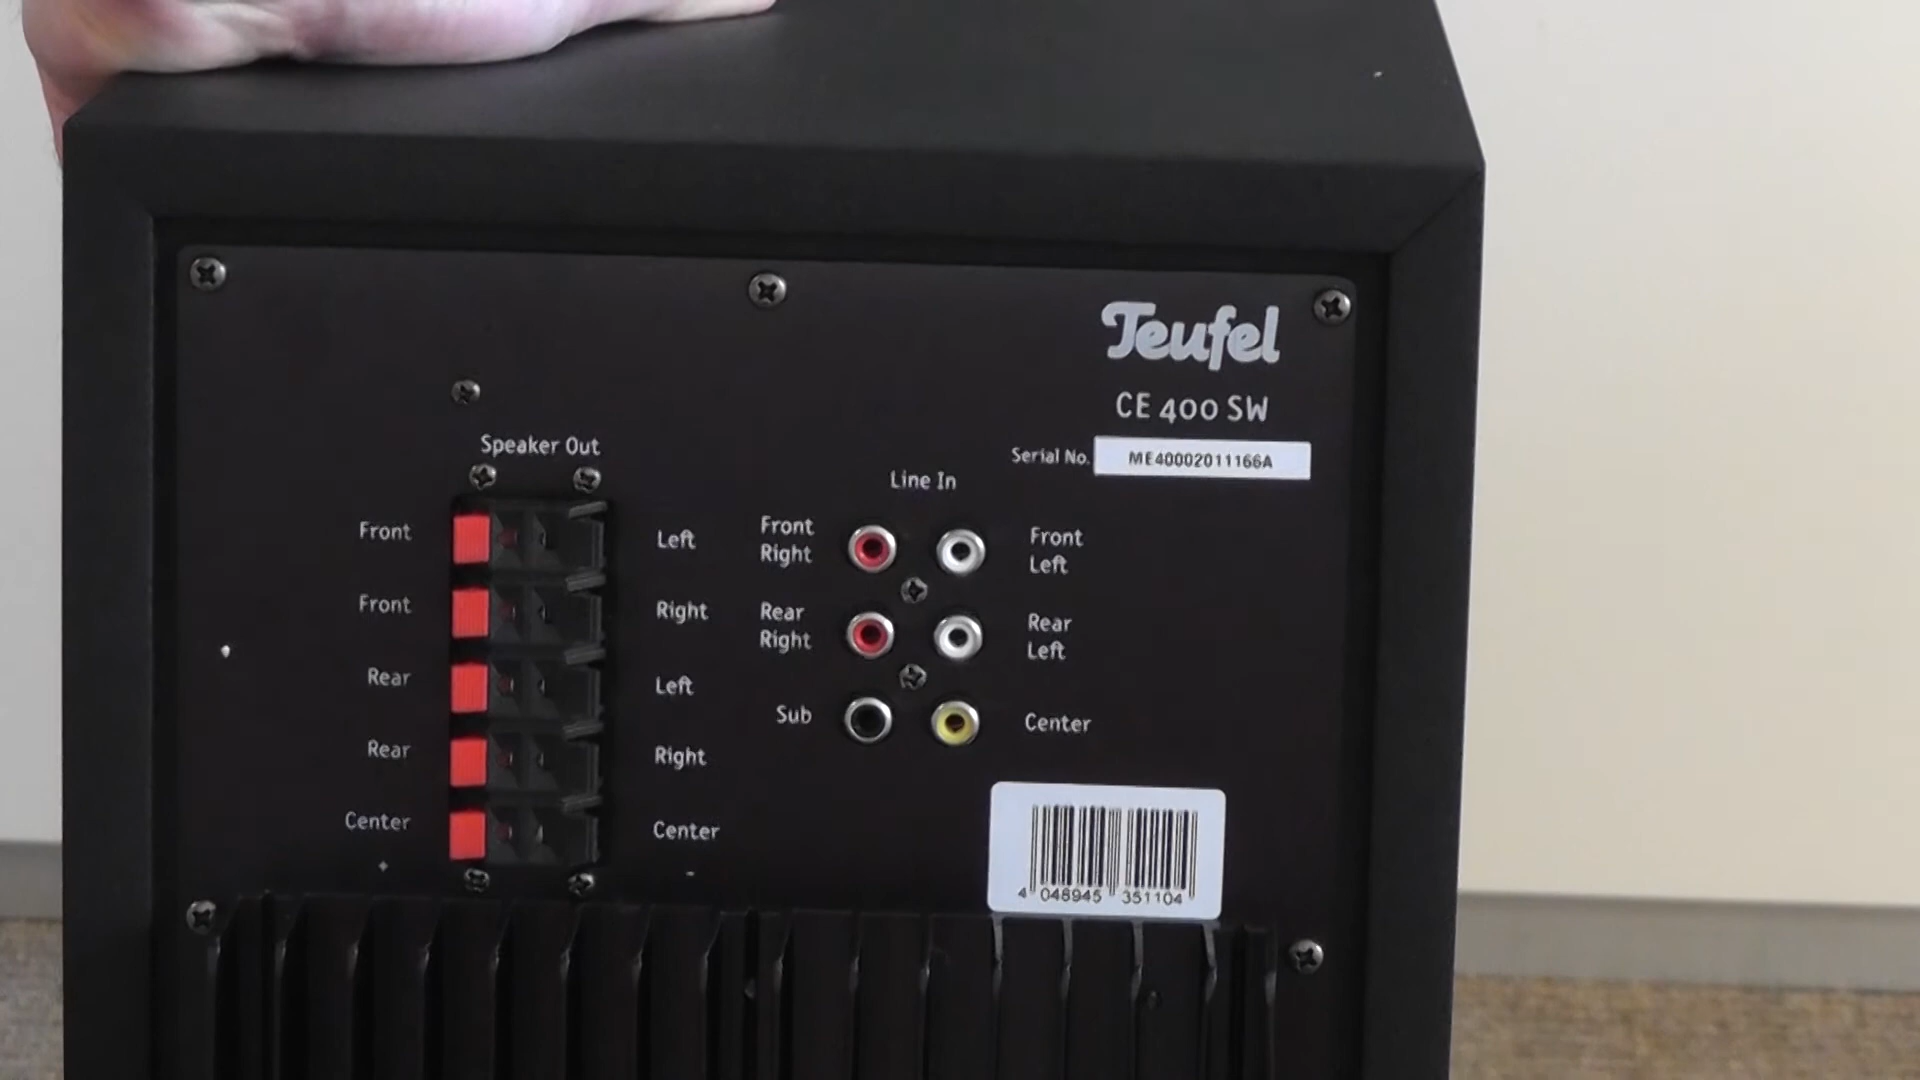 Teufel
CE 400 SW
Serial No. ME40002011166A
Speaker Out
Front Left
Front Right
Rear Left
Rear Right
Center Center
+ -
Line In
Front Right
Front Left
Rear Right
Rear Left
Sub
Center
4 048945 351104